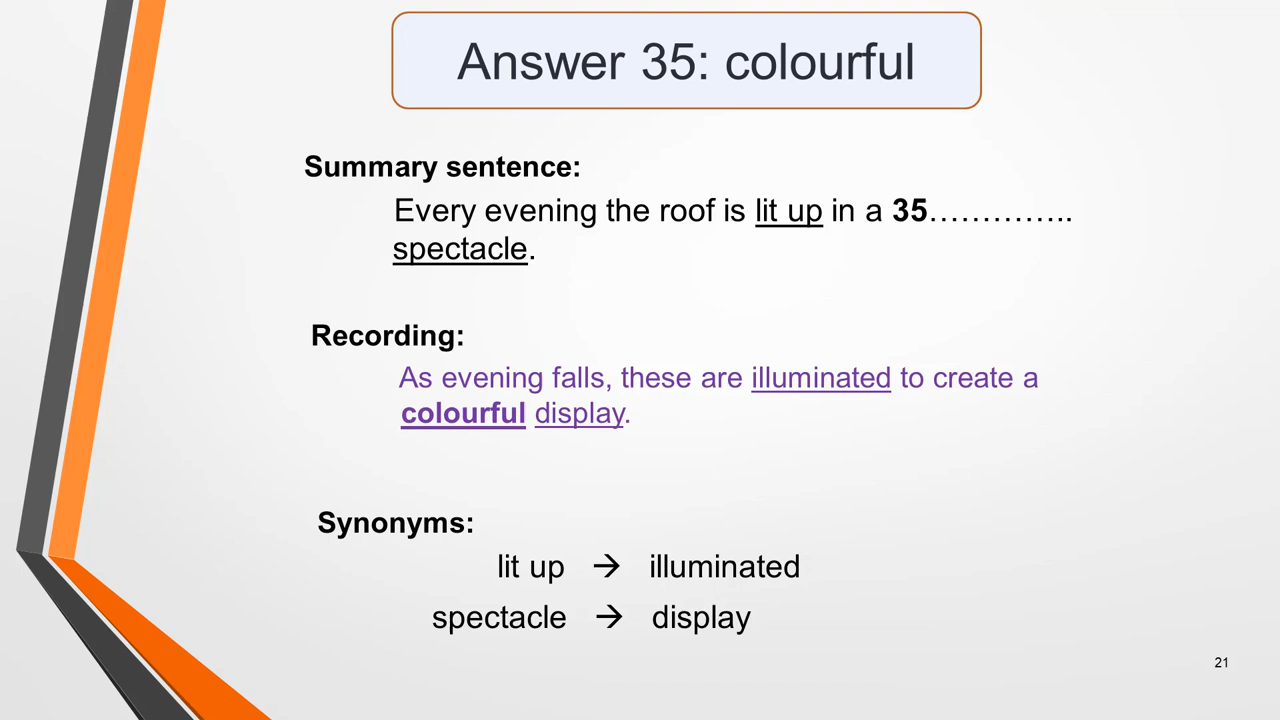 Answer 35: colourful
Summary sentence:
Every evening the roof is lit up in a 35…………..
spectacle.
Recording:
As evening falls, these are illuminated to create a
colourful display.
Synonyms:
lit up → illuminated
spectacle → display
21